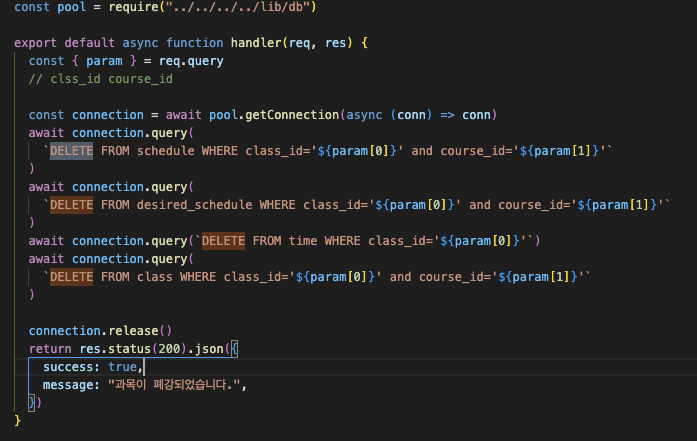 const pool = require("../../../../lib/db")
export default async function handler(req, res) {
const { param } = req.query
// clss_id course_id
const connection = await pool.getConnection(async (conn) => conn)
await connection.query(
`DELETE FROM schedule WHERE class_id='${param[0]}' and course_id='${param[1]}'`
)
await connection.query(
`DELETE FROM desired_schedule WHERE class_id='${param[0]}' and course_id='${param[1]}'`
)
await connection.query(`DELETE FROM time WHERE class_id='${param[0]}'`)
await connection.query(
`DELETE FROM class WHERE class_id='${param[0]}' and course_id='${param[1]}'`
)
connection.release()
return res.status(200).json({
success: true,
message: "과목이 폐강되었습니다.",
})
}